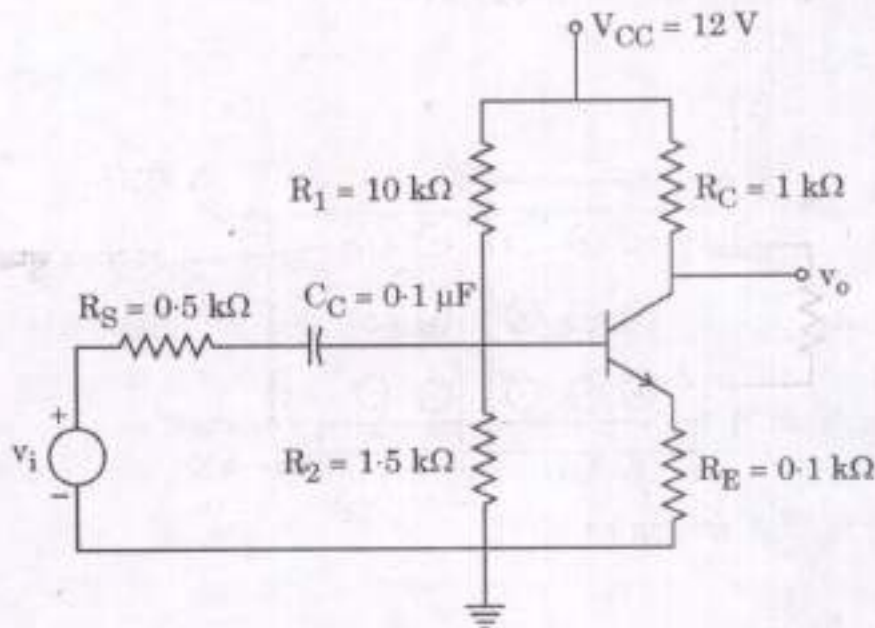 V_CC = 12 V
R_1 = 10 kΩ
R_C = 1 kΩ
v_o
R_S = 0·5 kΩ
C_C = 0·1 μF
+
v_i
−
R_2 = 1·5 kΩ
R_E = 0·1 kΩ